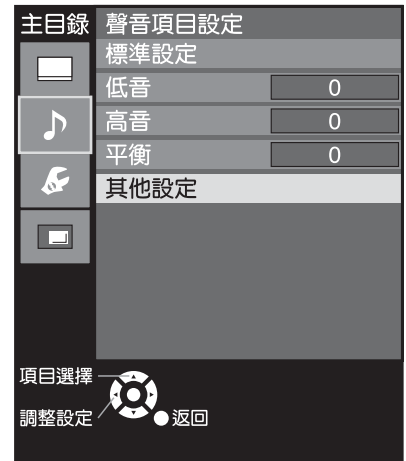 主目錄
聲音項目設定
標準設定
低音 0
高音 0
平衡 0
其他設定
項目選擇
調整設定
返回